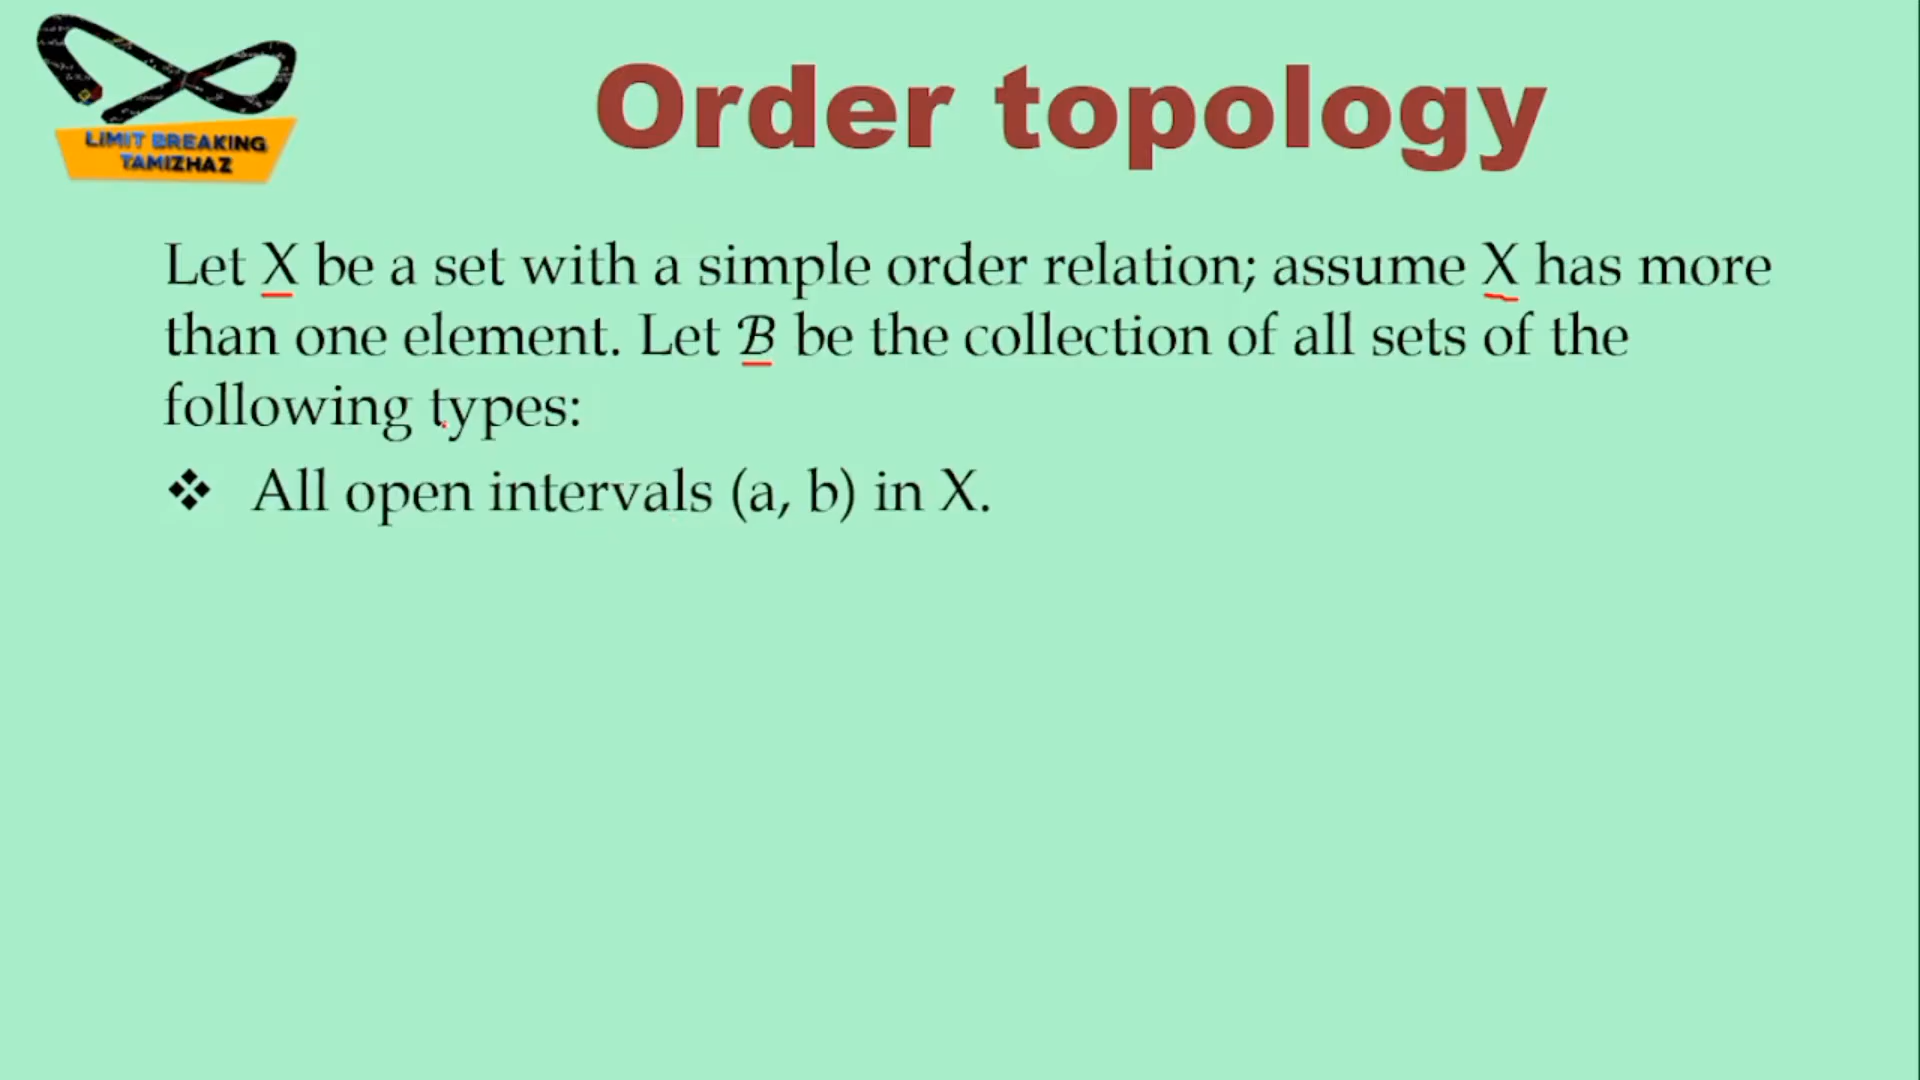 LIMIT BREAKING
TAMIZHAZ
Order topology
Let X be a set with a simple order relation; assume X has more
than one element. Let ℬ be the collection of all sets of the
following types:
❖ All open intervals (a, b) in X.